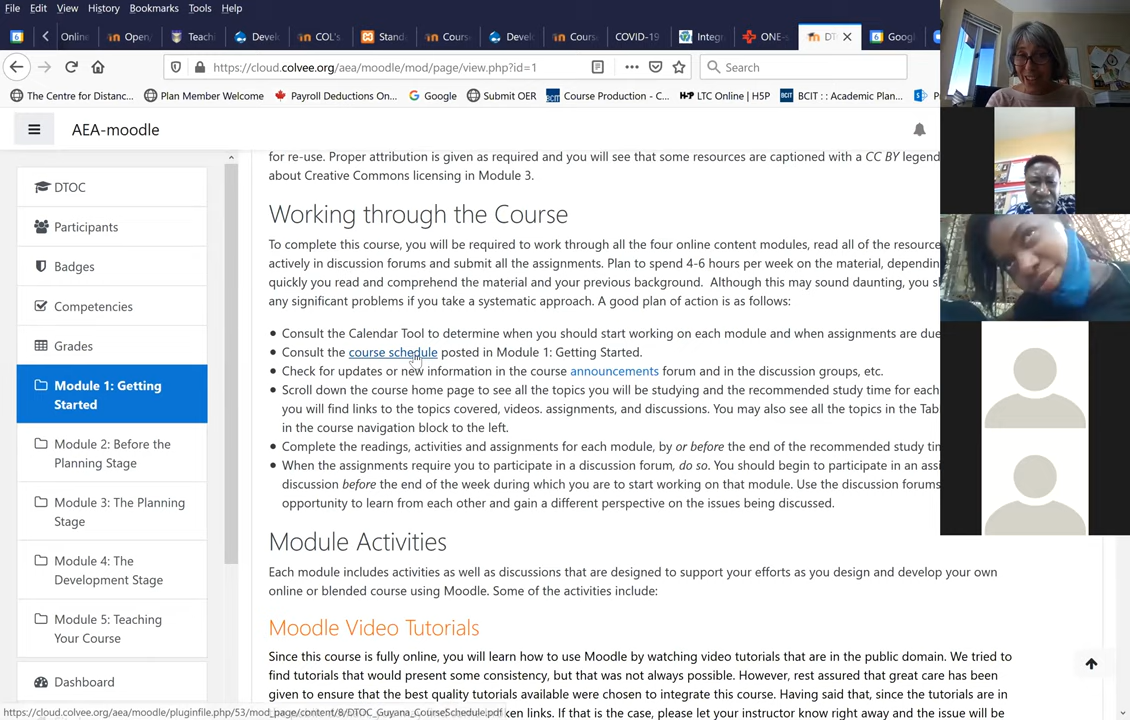 File Edit View History Bookmarks Tools Help
6 Online Open Teachi Devel COL's Stand Course Devel Course COVID-19 Integr ONE-s DT Googl
https://cloud.colvee.org/aea/moodle/mod/page/view.php?id=1 Search
The Centre for Distanc... Plan Member Welcome Payroll Deductions On... Google Submit OER BCIT Course Production - C... H-P LTC Online | H5P BCIT BCIT : : Academic Plan...
AEA-moodle
DTOC
Participants
Badges
Competencies
Grades
Module 1: Getting
Started
Module 2: Before the
Planning Stage
Module 3: The Planning
Stage
Module 4: The
Development Stage
Module 5: Teaching
Your Course
Dashboard
for re-use. Proper attribution is given as required and you will see that some resources are captioned with a CC BY legend
about Creative Commons licensing in Module 3.
Working through the Course
To complete this course, you will be required to work through all the four online content modules, read all of the resource
actively in discussion forums and submit all the assignments. Plan to spend 4-6 hours per week on the material, depending
quickly you read and comprehend the material and your previous background. Although this may sound daunting, you s
any significant problems if you take a systematic approach. A good plan of action is as follows:
• Consult the Calendar Tool to determine when you should start working on each module and when assignments are due
• Consult the course schedule posted in Module 1: Getting Started.
• Check for updates or new information in the course announcements forum and in the discussion groups, etc.
• Scroll down the course home page to see all the topics you will be studying and the recommended study time for each
you will find links to the topics covered, videos. assignments, and discussions. You may also see all the topics in the Tab
in the course navigation block to the left.
• Complete the readings, activities and assignments for each module, by or before the end of the recommended study tim
• When the assignments require you to participate in a discussion forum, do so. You should begin to participate in an assi
discussion before the end of the week during which you are to start working on that module. Use the discussion forums
opportunity to learn from each other and gain a different perspective on the issues being discussed.
Module Activities
Each module includes activities as well as discussions that are designed to support your efforts as you design and develop your own
online or blended course using Moodle. Some of the activities include:
Moodle Video Tutorials
Since this course is fully online, you will learn how to use Moodle by watching video tutorials that are in the public domain. We tried to
find tutorials that would present some consistency, but that was not always possible. However, rest assured that great care has been
given to ensure that the best quality tutorials available were chosen to integrate this course. Having said that, since the tutorials are in
ken links. If that is the case, please let your instructor know right away and the issue will be
https://cloud.colvee.org/aea/moodle/pluginfile.php/53/mod_page/content/8/DTOC_Guyana_CourseSchedule.pdf